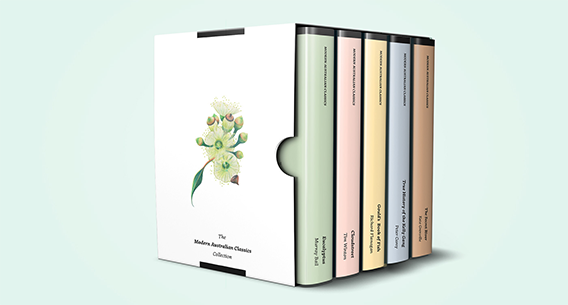 The
Modern Australian Classics
Collection
MODERN AUSTRALIAN CLASSICS
Eucalyptus
Murray Bail
MODERN AUSTRALIAN CLASSICS
Cloudstreet
Tim Winton
MODERN AUSTRALIAN CLASSICS
Gould's Book of Fish
Richard Flanagan
MODERN AUSTRALIAN CLASSICS
True History of the Kelly Gang
Peter Carey
MODERN AUSTRALIAN CLASSICS
The Secret River
Kate Grenville